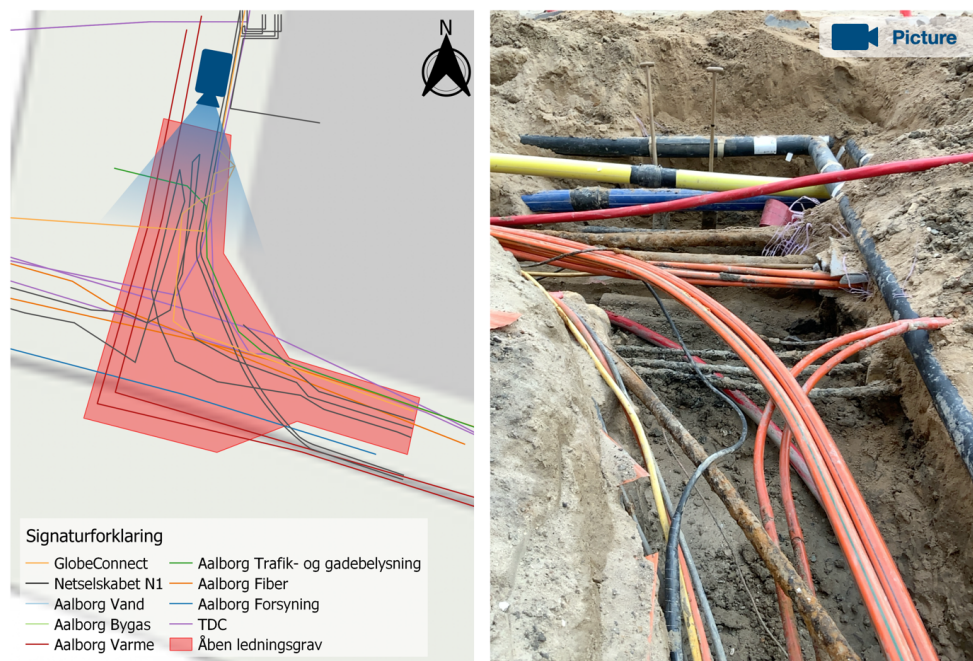 N
Picture
Signaturforklaring
GlobeConnect
Netselskabet N1
Aalborg Vand
Aalborg Bygas
Aalborg Varme
Aalborg Trafik- og gadebelysning
Aalborg Fiber
Aalborg Forsyning
TDC
Åben ledningsgrav